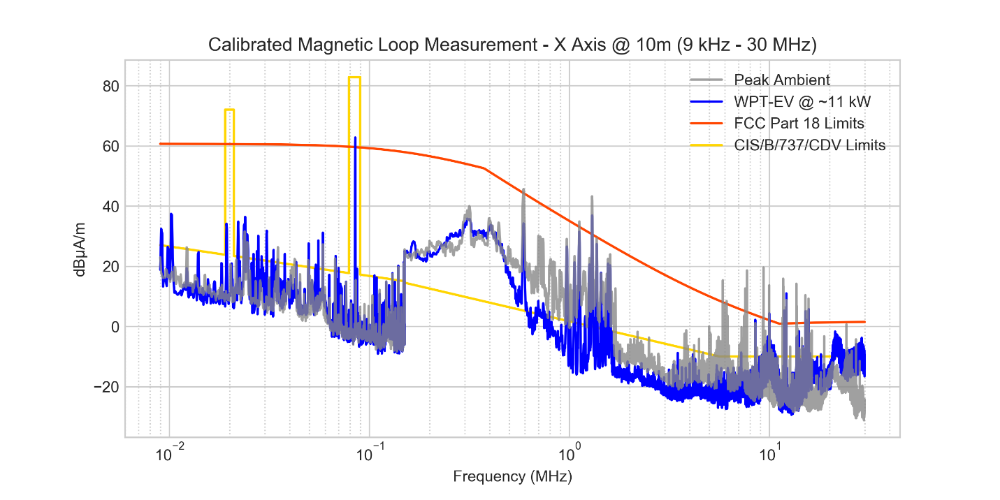 Calibrated Magnetic Loop Measurement - X Axis @ 10m (9 kHz - 30 MHz)
Peak Ambient
WPT-EV @ ~11 kW
FCC Part 18 Limits
CIS/B/737/CDV Limits
dBµA/m
80
60
40
20
0
−20
10−2
10−1
100
101
Frequency (MHz)